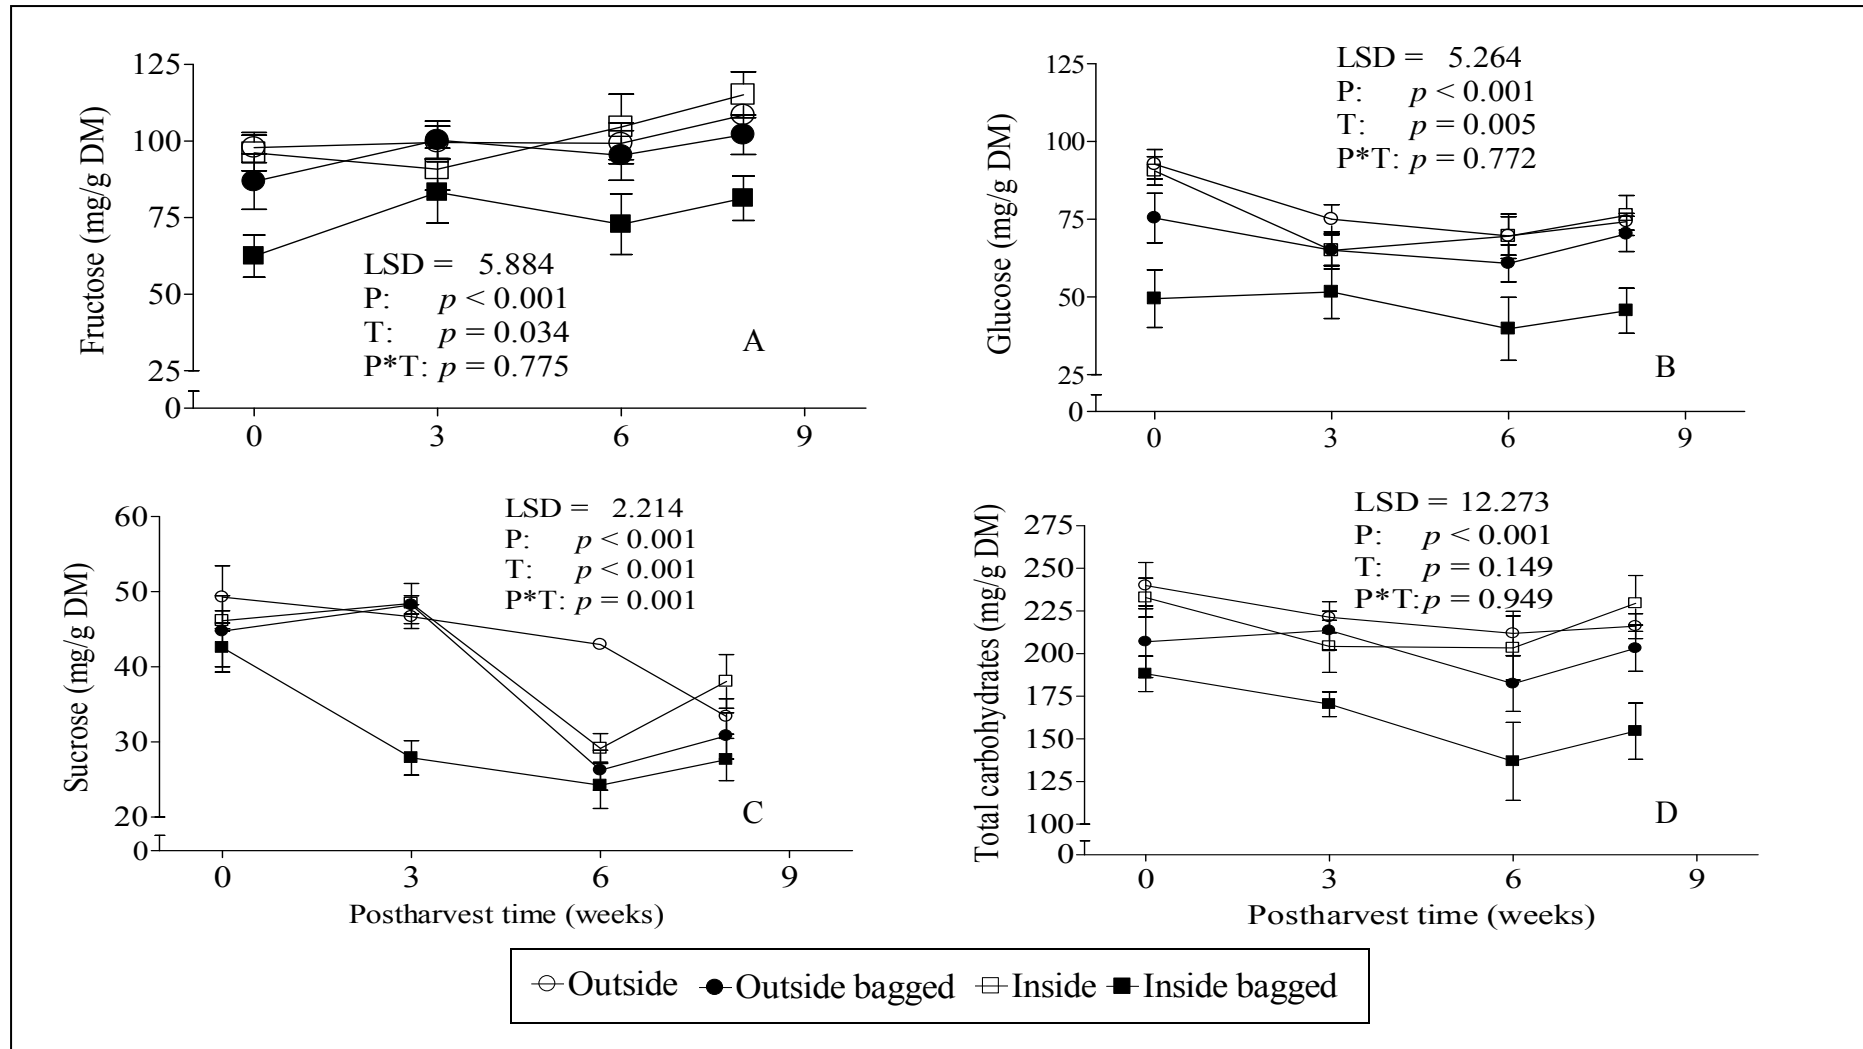 125
100
75
50
25
0
Fructose (mg/g DM)
LSD = 5.884
P: p < 0.001
T: p = 0.034
P*T: p = 0.775
A
0 3 6 9
125
100
75
50
25
0
Glucose (mg/g DM)
LSD = 5.264
P: p < 0.001
T: p = 0.005
P*T: p = 0.772
B
0 3 6 9
60
50
40
30
20
0
Sucrose (mg/g DM)
LSD = 2.214
P: p < 0.001
T: p < 0.001
P*T: p = 0.001
C
0 3 6 9
Postharvest time (weeks)
275
250
225
200
175
150
125
100
0
Total carbohydrates (mg/g DM)
LSD = 12.273
P: p < 0.001
T: p = 0.149
P*T: p = 0.949
D
0 3 6 9
Postharvest time (weeks)
Outside Outside bagged Inside Inside bagged